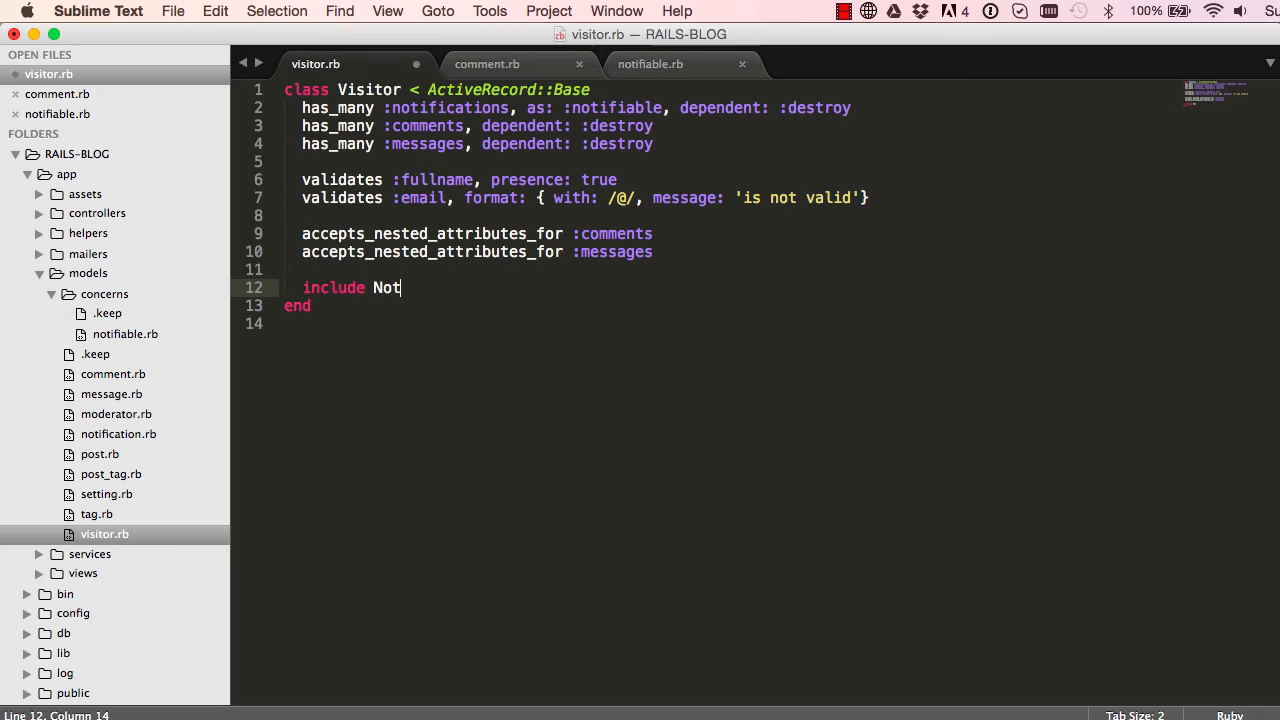 Sublime Text File Edit Selection Find View Goto Tools Project Window Help 4 100%
visitor.rb — RAILS-BLOG
OPEN FILES
visitor.rb
comment.rb
notifiable.rb
FOLDERS
RAILS-BLOG
app
assets
controllers
helpers
mailers
models
concerns
.keep
notifiable.rb
.keep
comment.rb
message.rb
moderator.rb
notification.rb
post.rb
post_tag.rb
setting.rb
tag.rb
visitor.rb
services
views
bin
config
db
lib
log
public
visitor.rb comment.rb notifiable.rb
1 class Visitor < ActiveRecord::Base
2 has_many :notifications, as: :notifiable, dependent: :destroy
3 has_many :comments, dependent: :destroy
4 has_many :messages, dependent: :destroy
5
6 validates :fullname, presence: true
7 validates :email, format: { with: /@/, message: 'is not valid'}
8
9 accepts_nested_attributes_for :comments
10 accepts_nested_attributes_for :messages
11
12 include Not
13 end
14
Line 12, Column 14 Tab Size: 2 Ruby